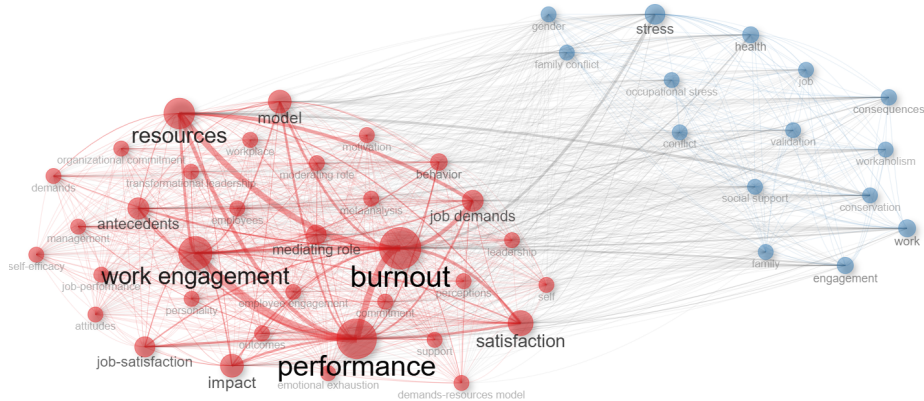 gender
stress
health
family conflict
job
occupational stress
consequences
model
resources
conflict
validation
motivation
workplace
organizational commitment
workaholism
moderating role
behavior
transformational leadership
demands
social support
conservation
metaanalysis
job demands
employees
antecedents
management
work
leadership
mediating role
family
engagement
self-efficacy
work engagement
burnout
job-performance
perceptions
self
employee engagement
personality
commitment
attitudes
satisfaction
outcomes
support
job-satisfaction
performance
impact
emotional exhaustion
demands-resources model